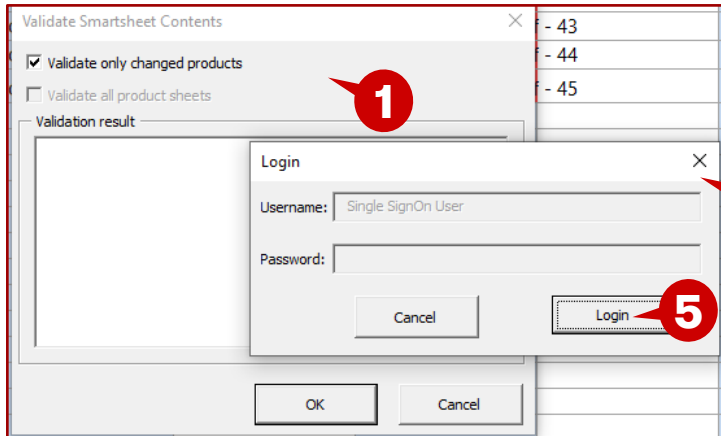 Validate Smartsheet Contents
f - 43
Validate only changed products
f - 44
Validate all product sheets
f - 45
1
Validation result
Login
Username: Single SignOn User
Password:
Cancel Login 5
OK Cancel